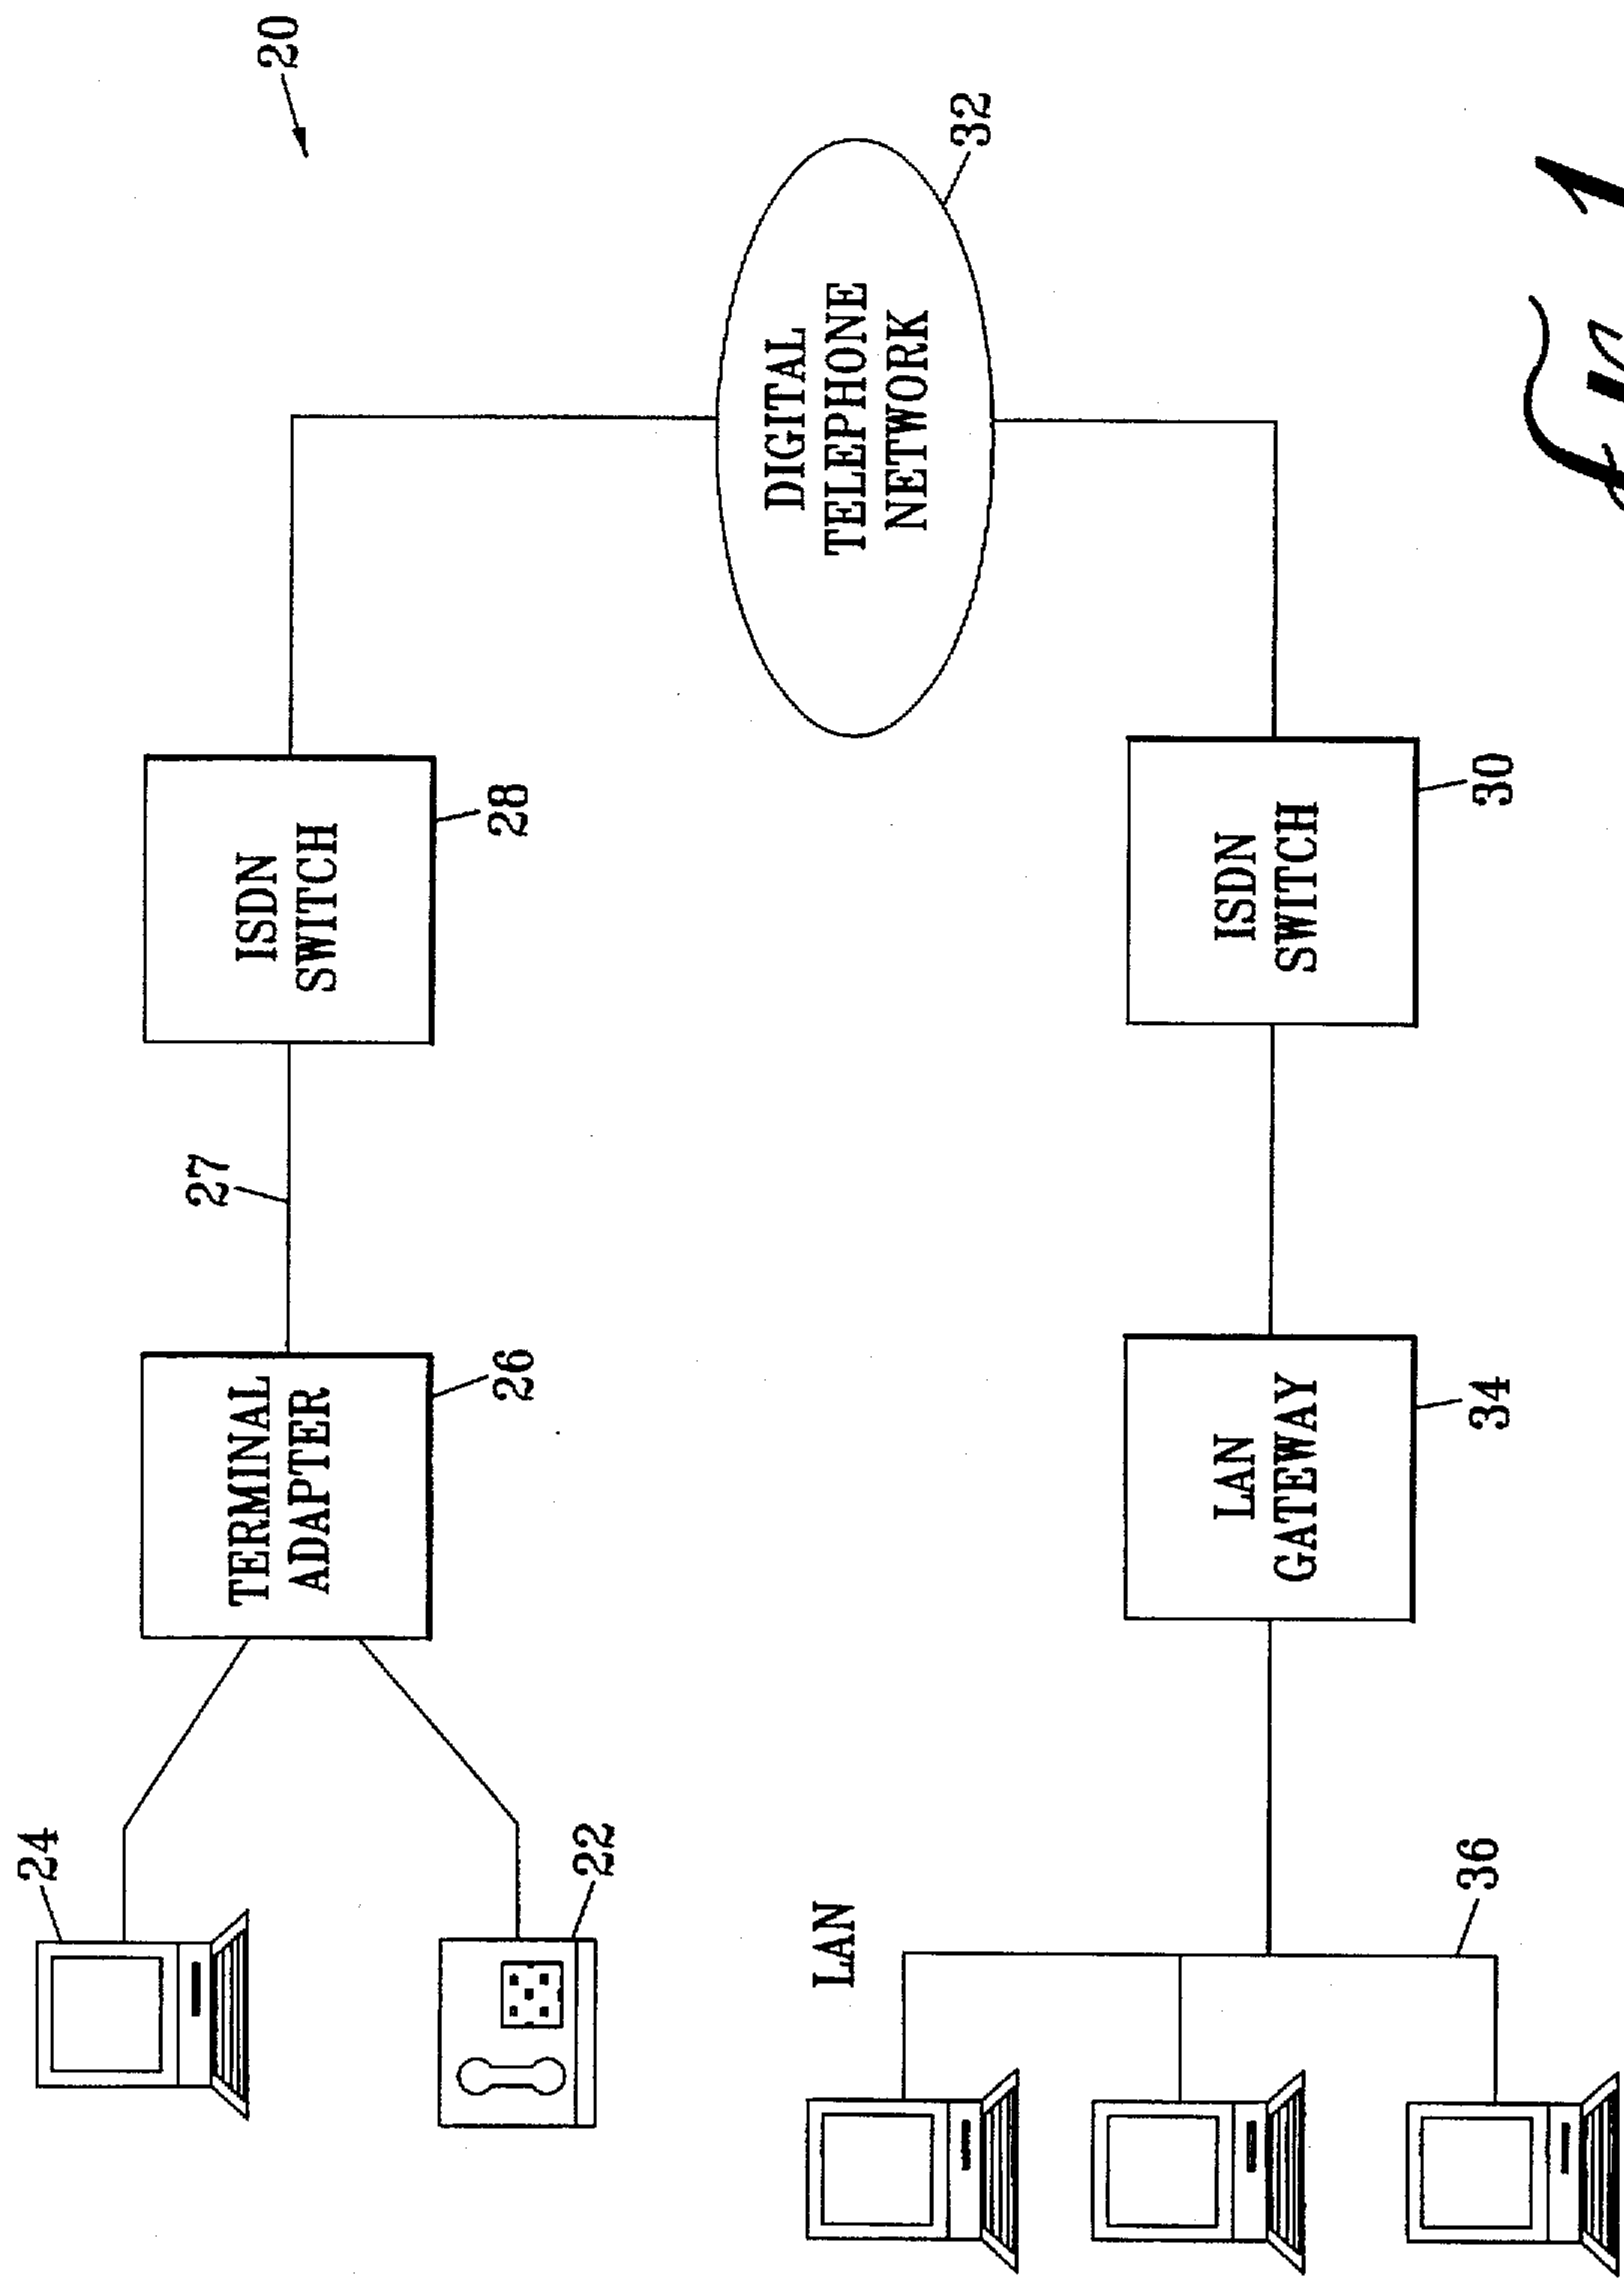 20
24
TERMINAL
ADAPTER
26
27
ISDN
SWITCH
28
22
DIGITAL
TELEPHONE
NETWORK
32
LAN
36
LAN
GATEWAY
34
ISDN
SWITCH
30
1